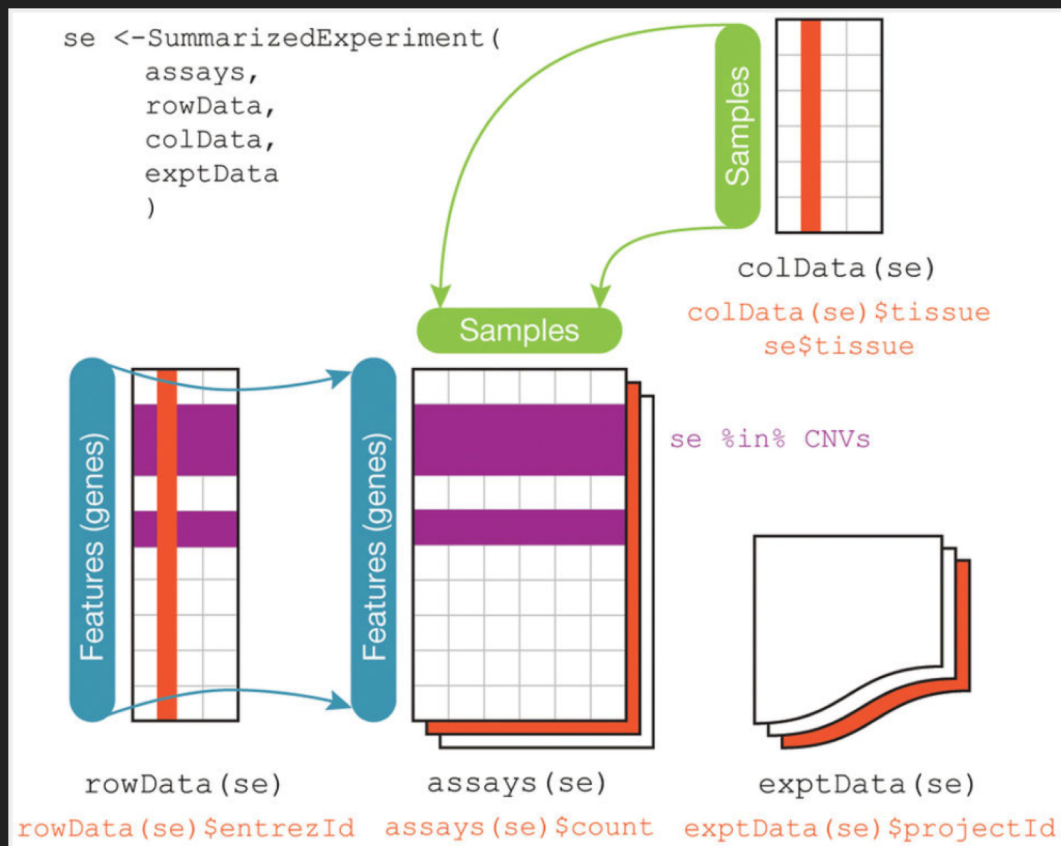 se <-SummarizedExperiment(
assays,
rowData,
colData,
exptData
)
Samples
colData(se)
colData(se)$tissue
se$tissue
Samples
Features (genes)
Features (genes)
se %in% CNVs
rowData(se)
assays(se)
exptData(se)
rowData(se)$entrezId
assays(se)$count
exptData(se)$projectId